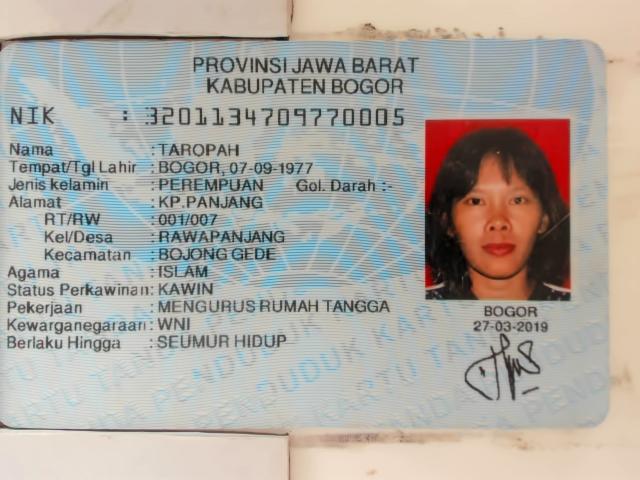 PROVINSI JAWA BARAT
KABUPATEN BOGOR
NIK : 3201134709770005
Nama : TAROPAH
Tempat/Tgl Lahir : BOGOR, 07-09-1977
Jenis kelamin : PEREMPUAN Gol. Darah :-
Alamat : KP.PANJANG
RT/RW : 001/007
Kel/Desa : RAWAPANJANG
Kecamatan : BOJONG GEDE
Agama : ISLAM
Status Perkawinan: KAWIN
Pekerjaan : MENGURUS RUMAH TANGGA
Kewarganegaraan: WNI
Berlaku Hingga : SEUMUR HIDUP
BOGOR
27-03-2019